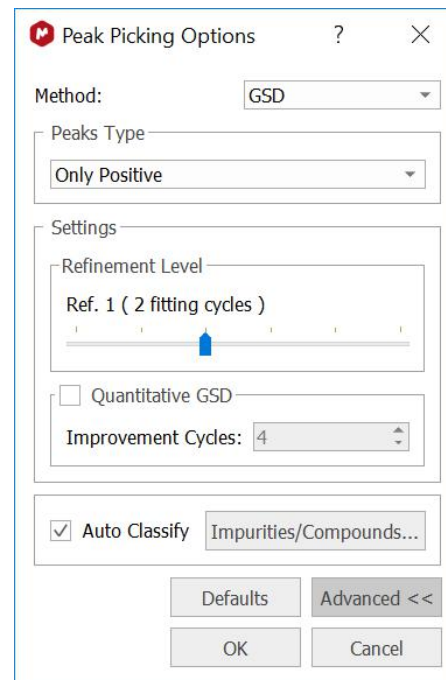 Peak Picking Options ?
Method: GSD
Peaks Type
Only Positive
Settings
Refinement Level
Ref. 1 ( 2 fitting cycles )
Quantitative GSD
Improvement Cycles: 4
Auto Classify Impurities/Compounds...
Defaults Advanced <<
OK Cancel